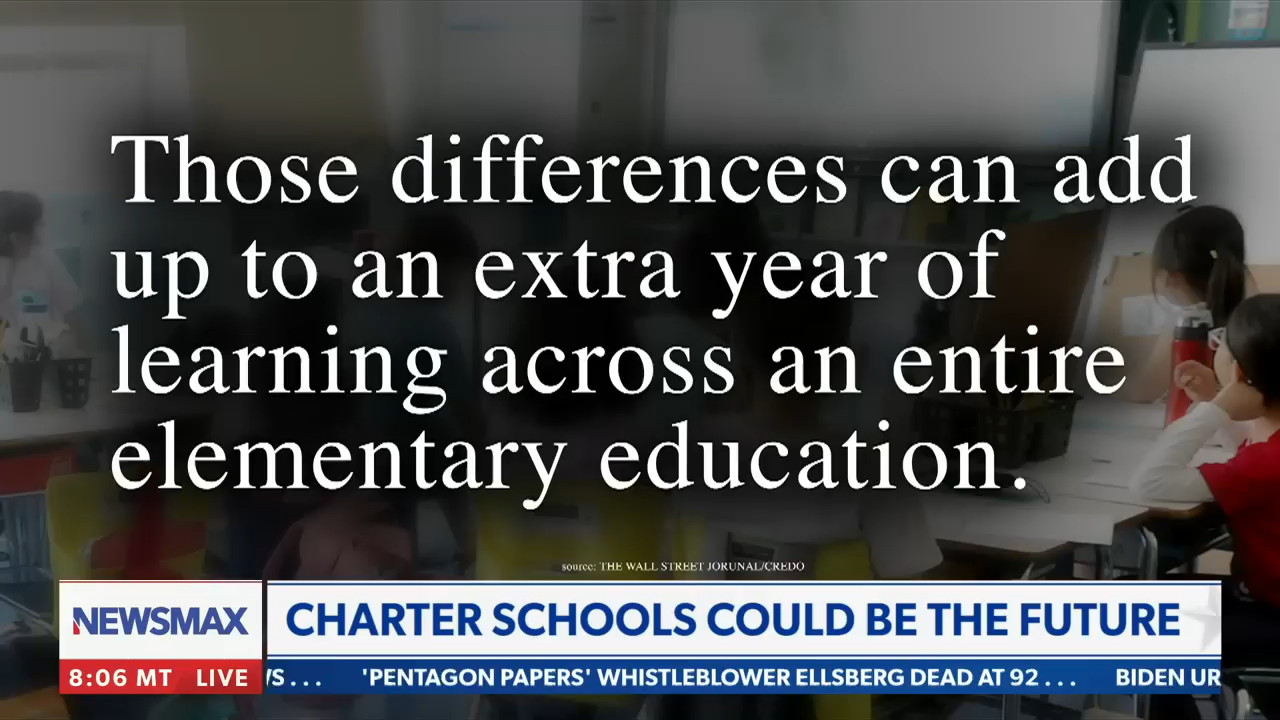 Those differences can add
up to an extra year of
learning across an entire
elementary education.
source: THE WALL STREET JORUNAL/CREDO
NEWSMAX
CHARTER SCHOOLS COULD BE THE FUTURE
8:06 MT LIVE
/S... 'PENTAGON PAPERS' WHISTLEBLOWER ELLSBERG DEAD AT 92... BIDEN UR